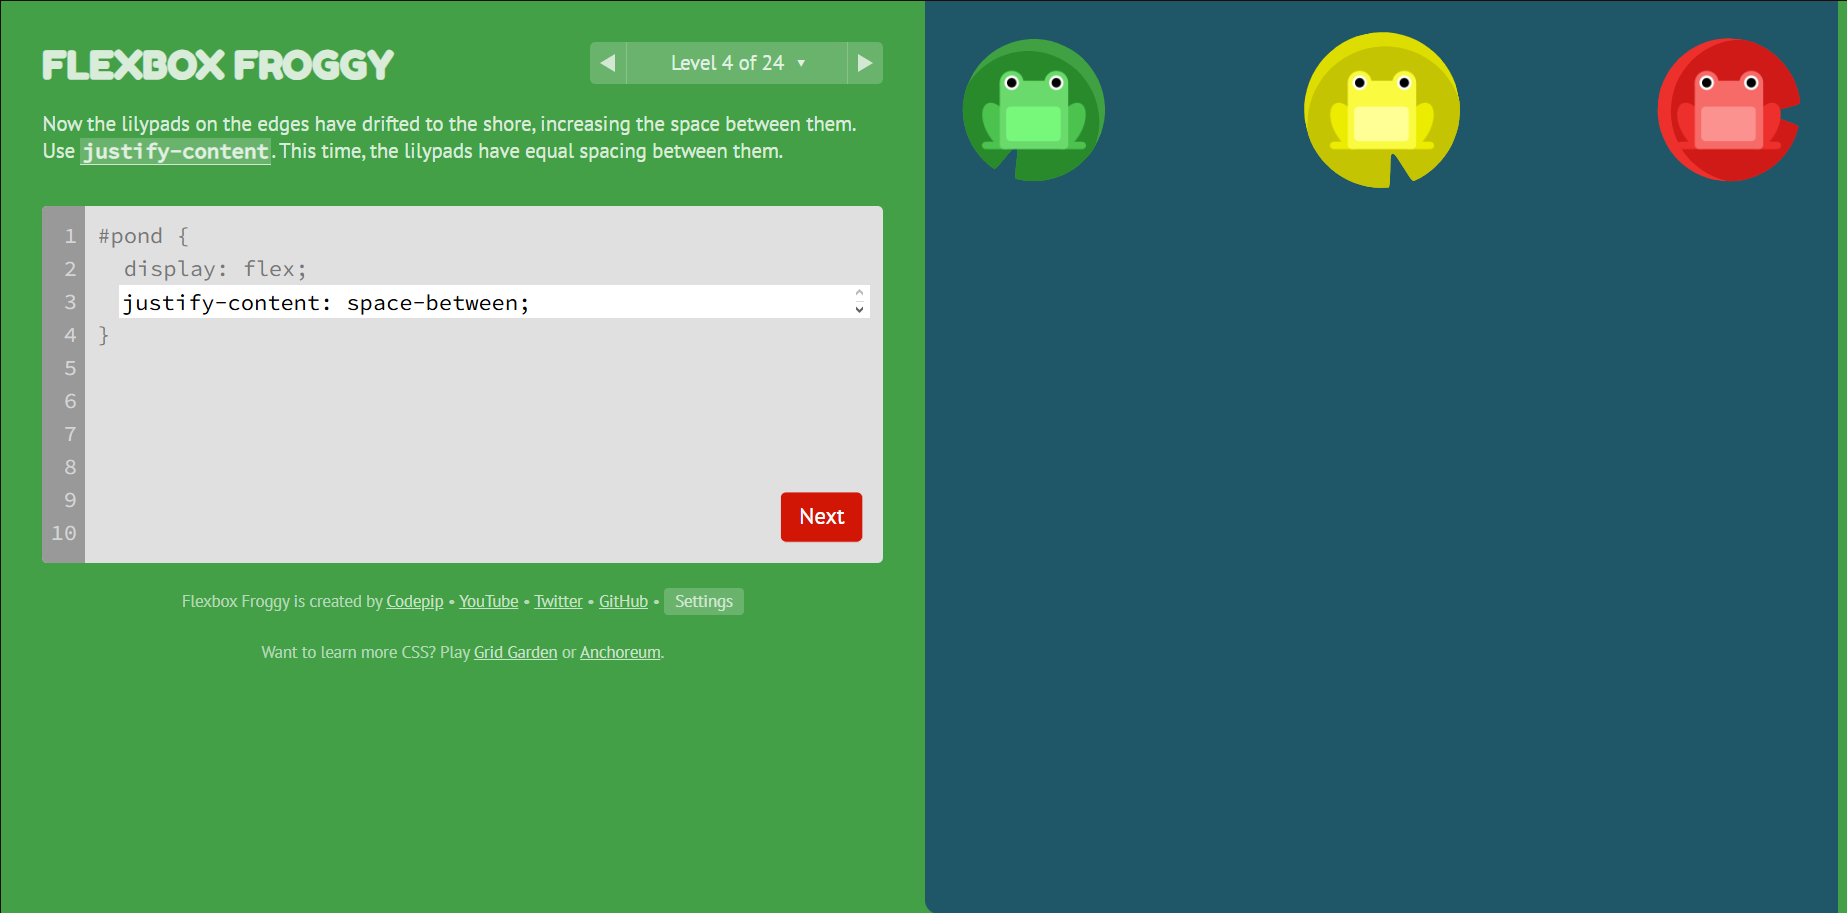 FLEXBOX FROGGY
◀ Level 4 of 24 ▼ ▶
Now the lilypads on the edges have drifted to the shore, increasing the space between them.
Use justify-content. This time, the lilypads have equal spacing between them.
1 #pond {
2 display: flex;
3 justify-content: space-between;
4 }
5
6
7
8
9
10
Next
Flexbox Froggy is created by Codepip • YouTube • Twitter • GitHub • Settings
Want to learn more CSS? Play Grid Garden or Anchoreum.